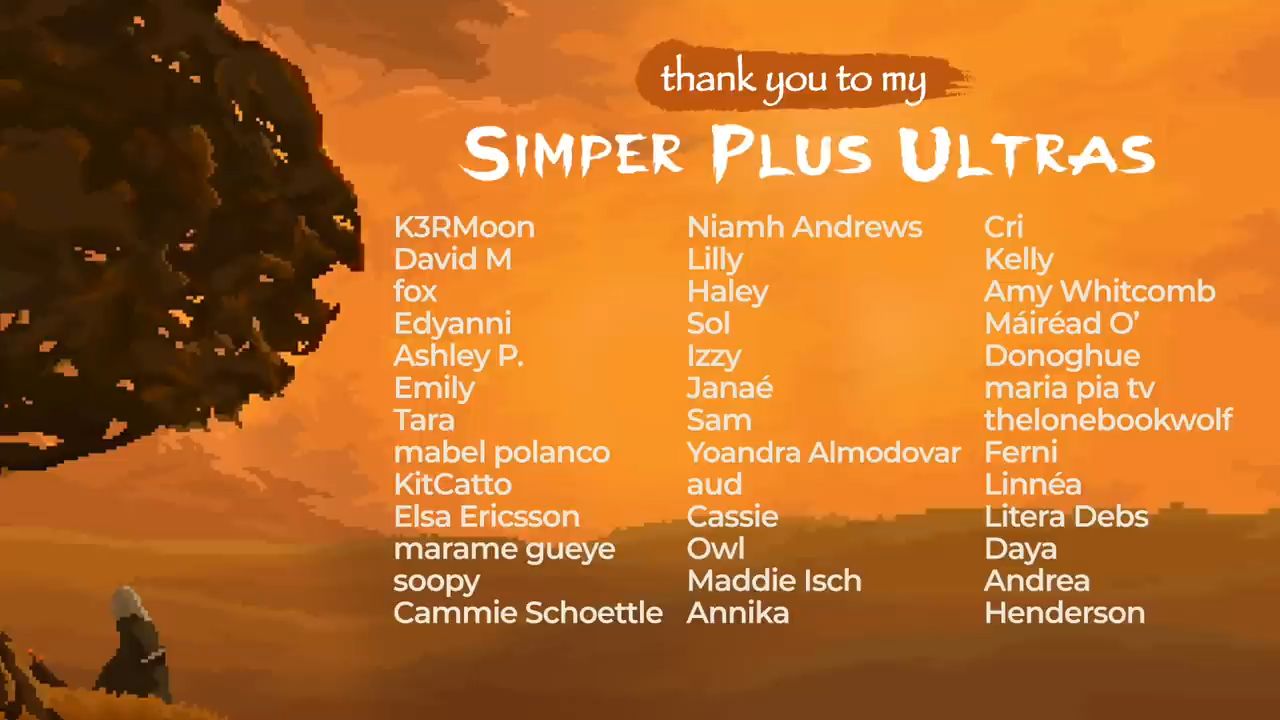 thank you to my
SIMPER PLUS ULTRAS
K3RMoon
David M
fox
Edyanni
Ashley P.
Emily
Tara
mabel polanco
KitCatto
Elsa Ericsson
marame gueye
soopy
Cammie Schoettle
Niamh Andrews
Lilly
Haley
Sol
Izzy
Janaé
Sam
Yoandra Almodovar
aud
Cassie
Owl
Maddie Isch
Annika
Cri
Kelly
Amy Whitcomb
Máiréad O’
Donoghue
maria pia tv
thelonebookwolf
Ferni
Linnéa
Litera Debs
Daya
Andrea
Henderson